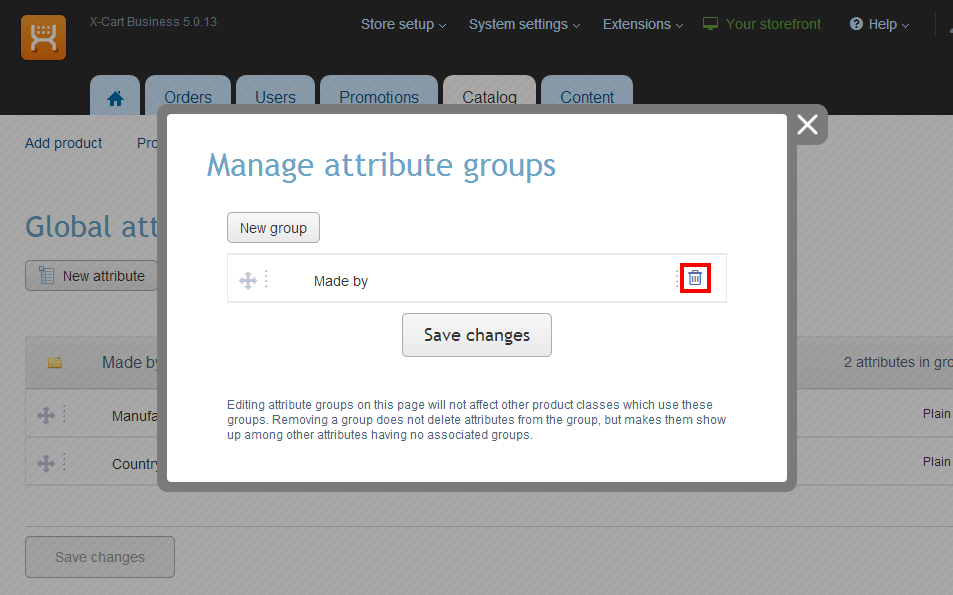 X-Cart Business 5.0.13
Store setup
System settings
Extensions
Your storefront
Help
Orders
Users
Promotions
Catalog
Content
Add product
Manage attribute groups
New group
Made by
Save changes
Editing attribute groups on this page will not affect other product classes which use these
groups. Removing a group does not delete attributes from the group, but makes them show
up among other attributes having no associated groups.
Global att
New attribute
Made by
2 attributes in gro
Manufa
Plain
Country
Plain
Save changes